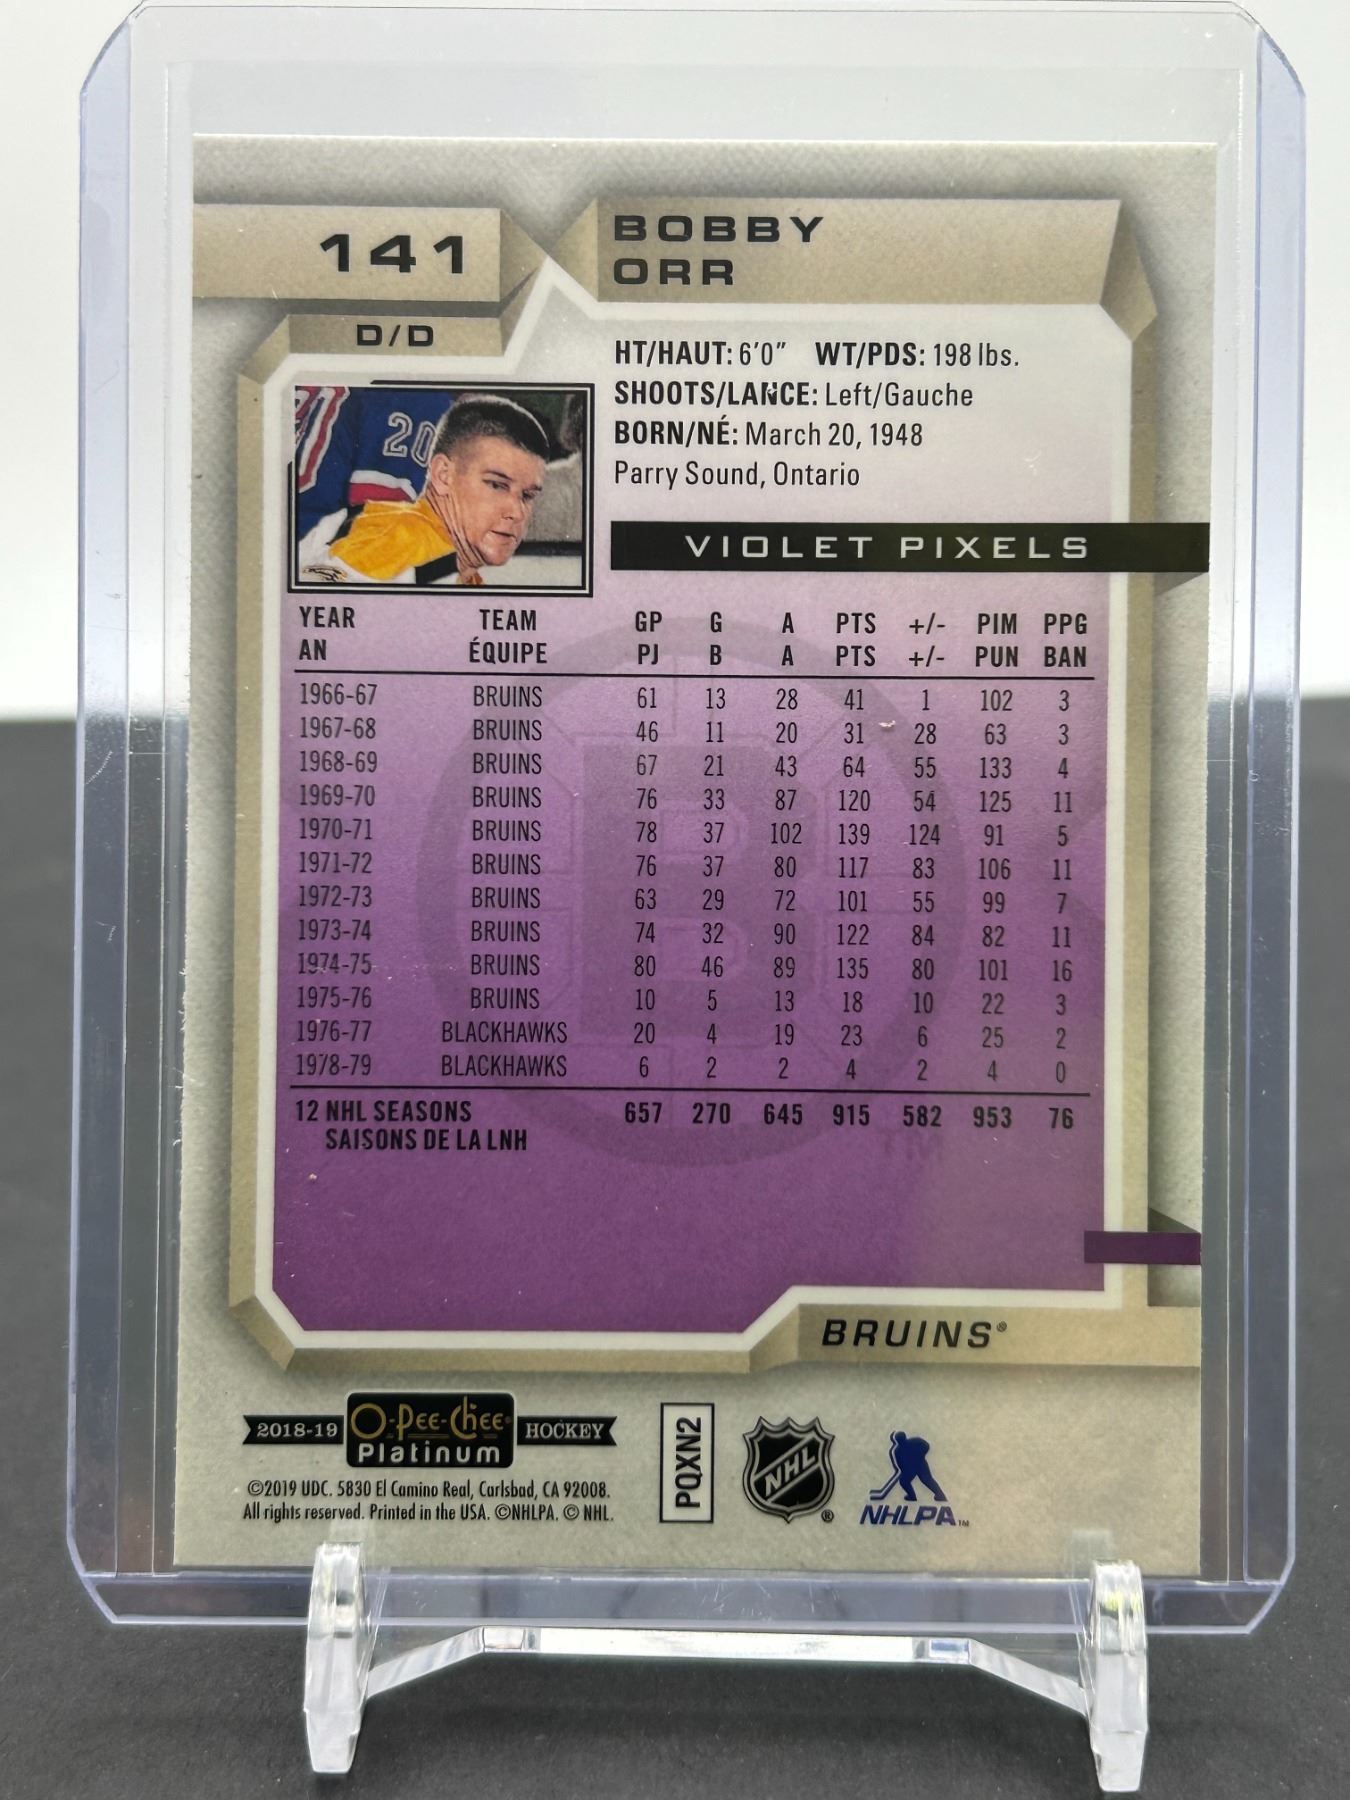 141
BOBBY
ORR
D/D
20
HT/HAUT: 6'0" WT/PDS: 198 lbs.
SHOOTS/LANCE: Left/Gauche
BORN/NÉ: March 20, 1948
Parry Sound, Ontario
VIOLET PIXELS
YEAR TEAM GP G A PTS +/- PIM PPG
AN ÉQUIPE PJ B A PTS +/- PUN BAN
1966-67 BRUINS 61 13 28 41 1 102 3
1967-68 BRUINS 46 11 20 31 28 63 3
1968-69 BRUINS 67 21 43 64 55 133 4
1969-70 BRUINS 76 33 87 120 54 125 11
1970-71 BRUINS 78 37 102 139 124 91 5
1971-72 BRUINS 76 37 80 117 83 106 11
1972-73 BRUINS 63 29 72 101 55 99 7
1973-74 BRUINS 74 32 90 122 84 82 11
1974-75 BRUINS 80 46 89 135 80 101 16
1975-76 BRUINS 10 5 13 18 10 22 3
1976-77 BLACKHAWKS 20 4 19 23 6 25 2
1978-79 BLACKHAWKS 6 2 2 4 2 4 0
12 NHL SEASONS 657 270 645 915 582 953 76
SAISONS DE LA LNH
BRUINS®
2018-19 O-Pee-Chee® HOCKEY
Platinum
©2019 UDC. 5830 El Camino Real, Carlsbad, CA 92008.
All rights reserved. Printed in the USA. ©NHLPA. © NHL.
PQXN2
NHL®
NHLPA™